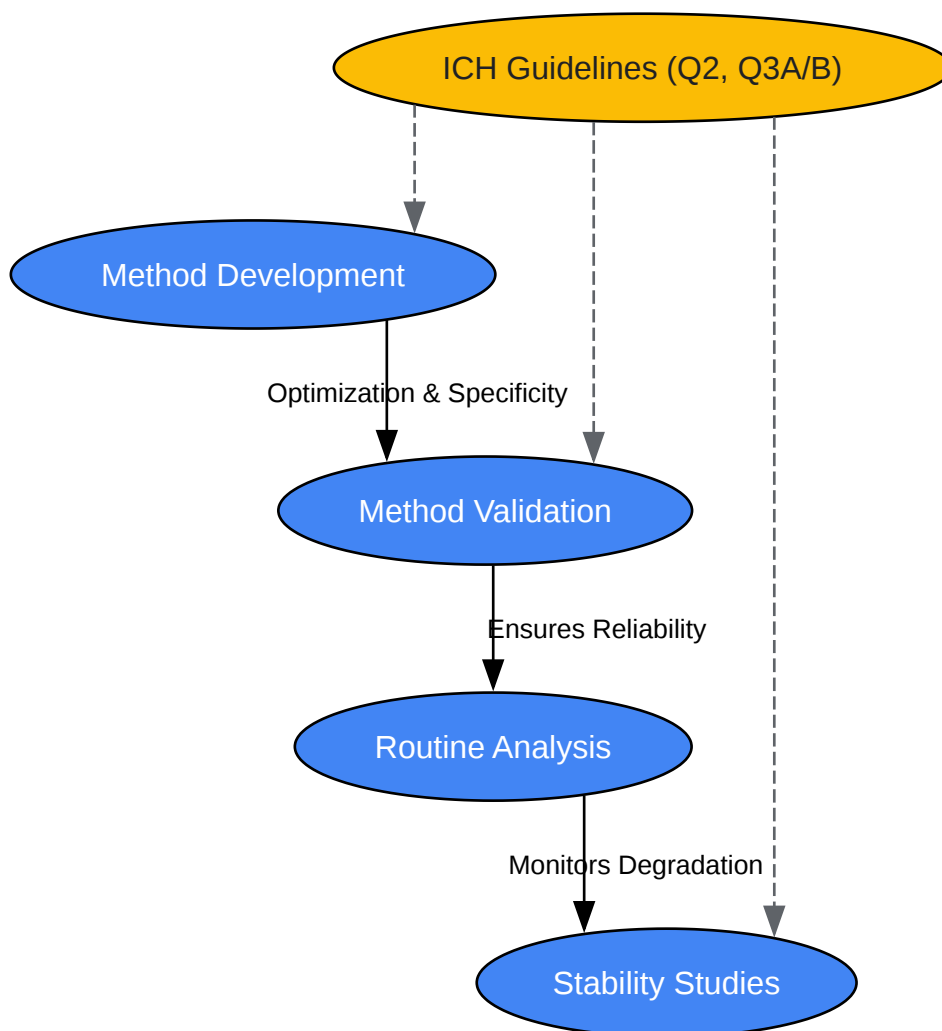 ICH Guidelines (Q2, Q3A/B)
Method Development
Optimization & Specificity
Method Validation
Ensures Reliability
Routine Analysis
Monitors Degradation
Stability Studies